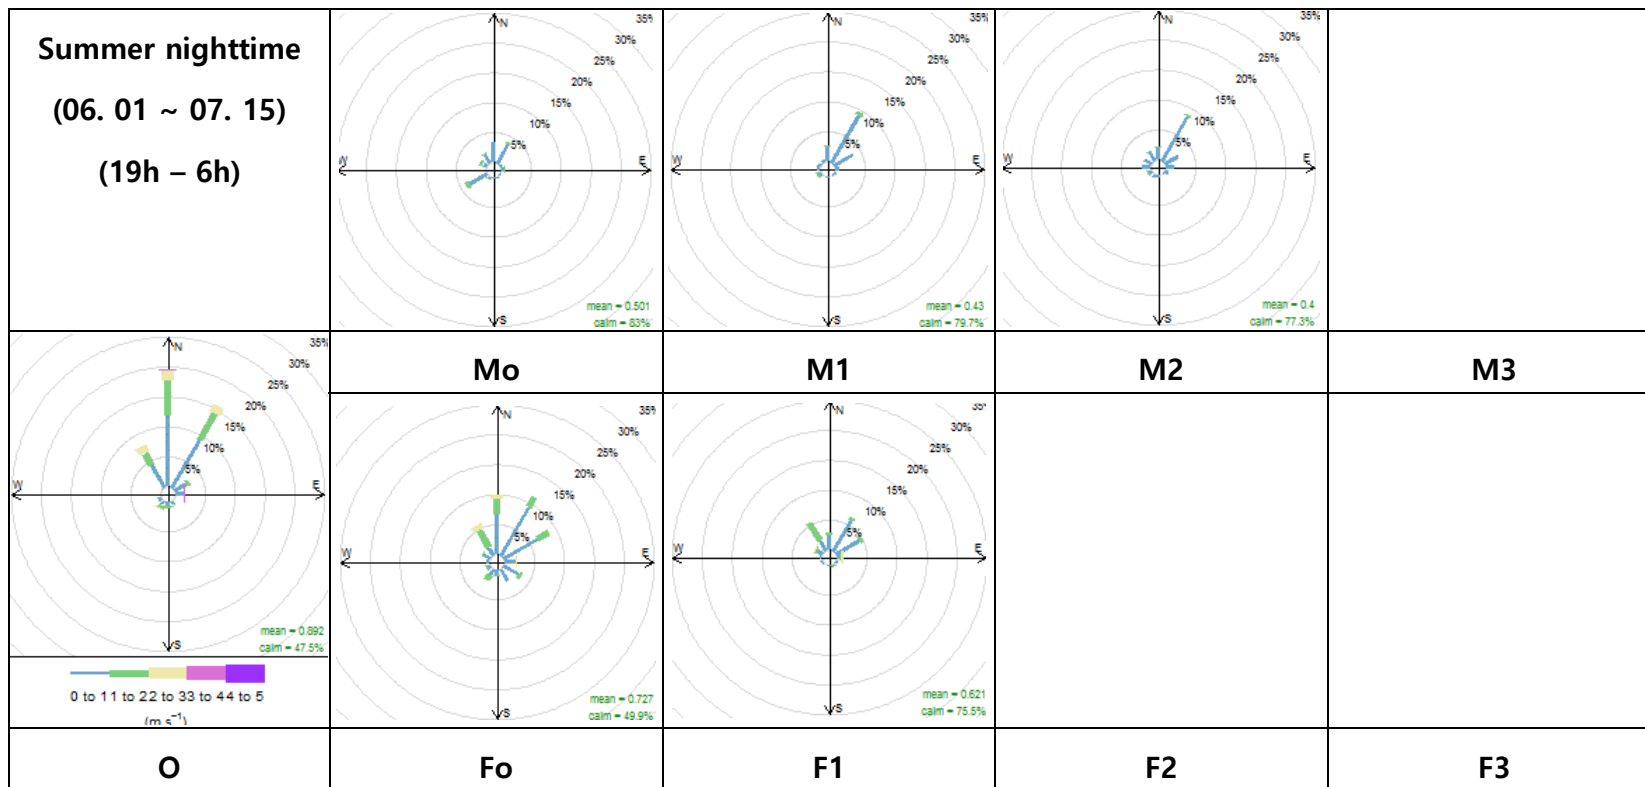 Summer nighttime
(06. 01 ~ 07. 15)
(19h – 6h)
N
35%
30%
25%
20%
15%
10%
5%
W
E
S
mean = 0.501
calm = 83%
N
35%
30%
25%
20%
15%
10%
5%
W
E
S
mean = 0.43
calm = 79.7%
N
35%
30%
25%
20%
15%
10%
5%
W
E
S
mean = 0.4
calm = 77.3%
Mo
M1
M2
M3
N
35%
30%
25%
20%
15%
10%
5%
W
E
S
mean = 0.892
calm = 47.5%
0 to 1 1 to 2 2 to 3 3 to 4 4 to 5
(m s⁻¹)
N
35%
30%
25%
20%
15%
10%
5%
W
E
S
mean = 0.727
calm = 49.9%
N
35%
30%
25%
20%
15%
10%
5%
W
E
S
mean = 0.621
calm = 75.5%
O
Fo
F1
F2
F3